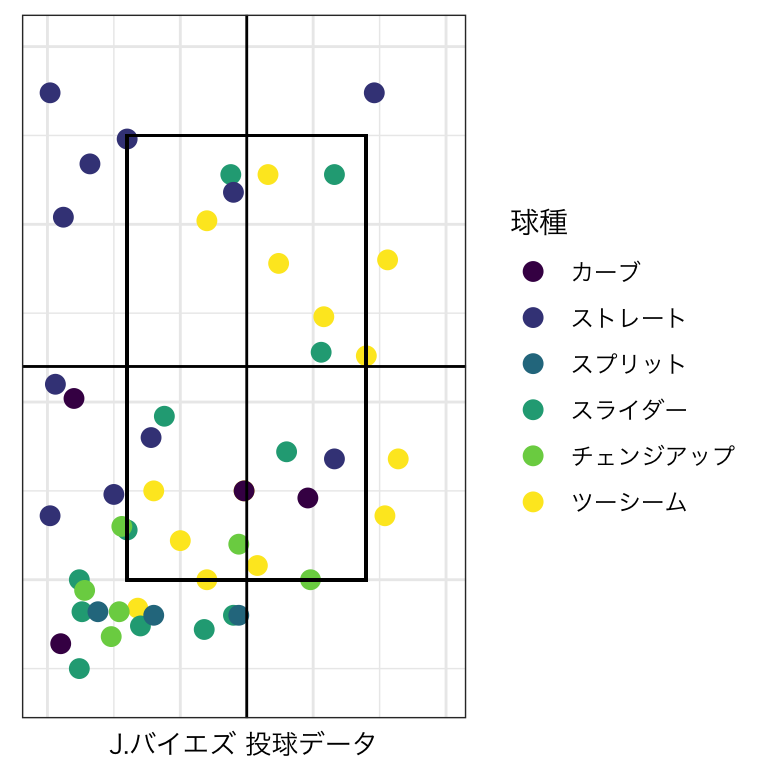 球種
カーブ
ストレート
スプリット
スライダー
チェンジアップ
ツーシーム
J.バイエズ 投球データ